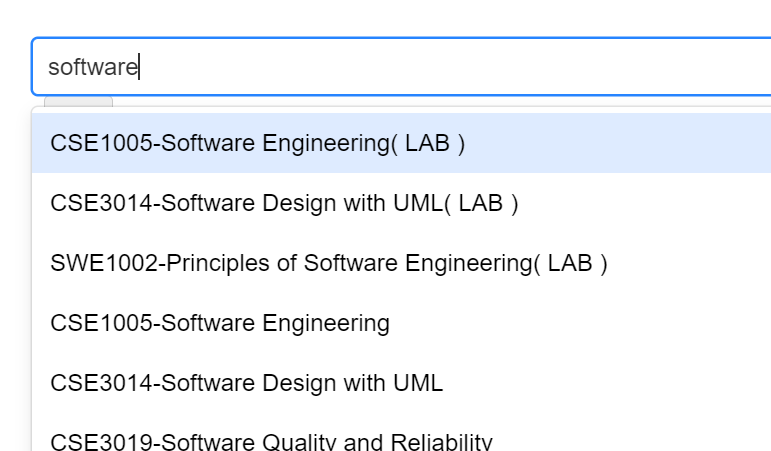 software
CSE1005-Software Engineering( LAB )
CSE3014-Software Design with UML( LAB )
SWE1002-Principles of Software Engineering( LAB )
CSE1005-Software Engineering
CSE3014-Software Design with UML
CSE3019-Software Quality and Reliability